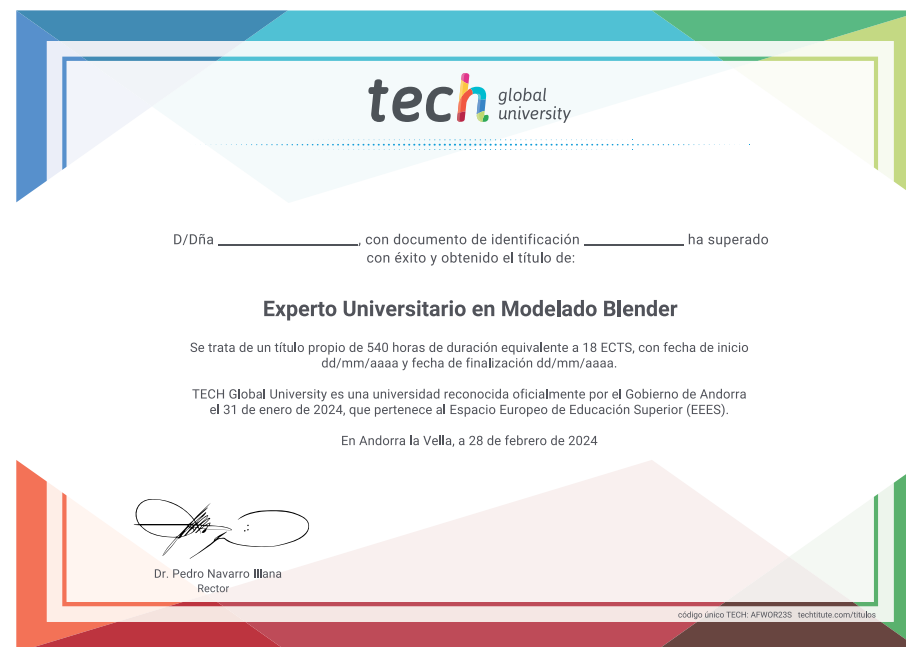 tech global university
D/Dña ____________________, con documento de identificación ______________ ha superado
con éxito y obtenido el título de:
Experto Universitario en Modelado Blender
Se trata de un título propio de 540 horas de duración equivalente a 18 ECTS, con fecha de inicio
dd/mm/aaaa y fecha de finalización dd/mm/aaaa.
TECH Global University es una universidad reconocida oficialmente por el Gobierno de Andorra
el 31 de enero de 2024, que pertenece al Espacio Europeo de Educación Superior (EEES).
En Andorra la Vella, a 28 de febrero de 2024
Dr. Pedro Navarro Illana
Rector
código único TECH: AFWOR23S techtitute.com/titulos